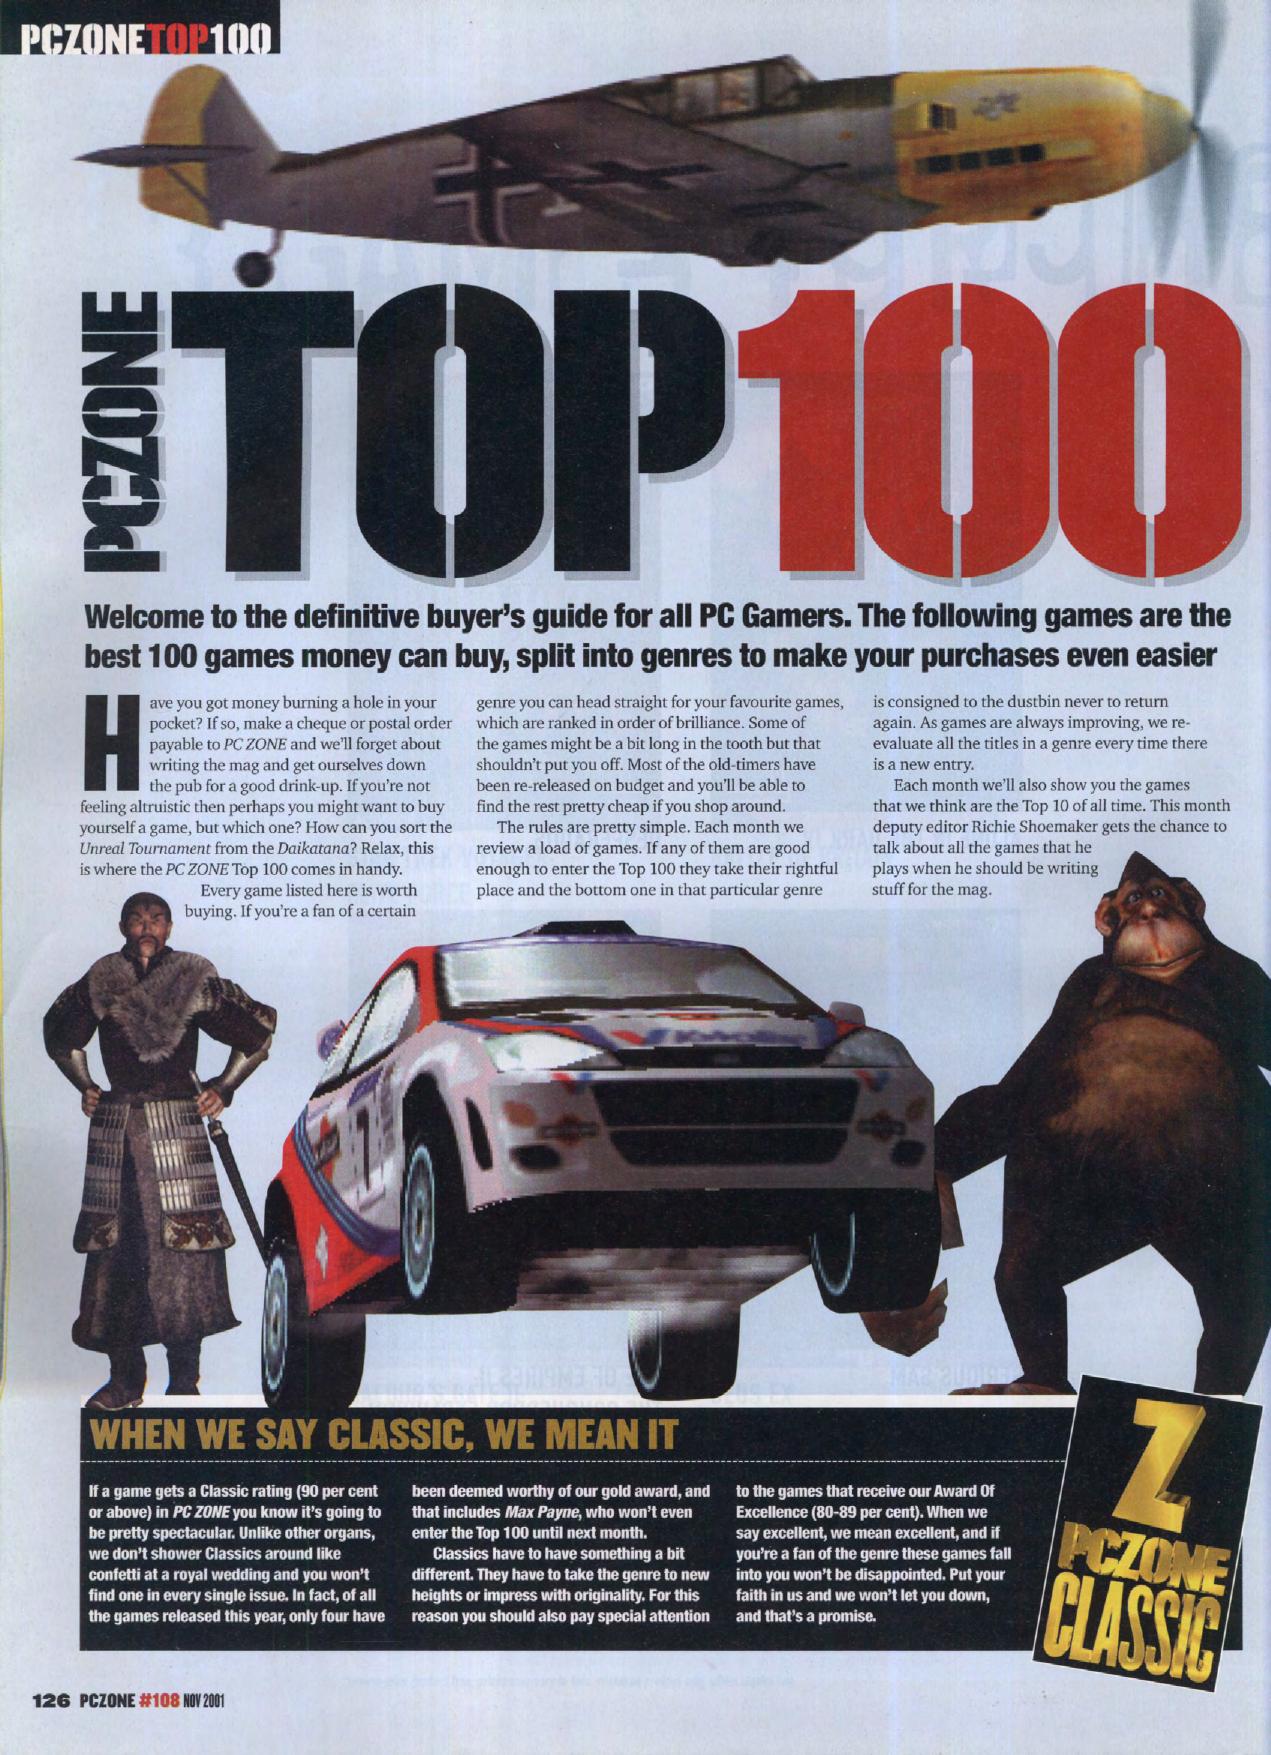 PCZONETOP100
PCZONE
TOP100
Welcome to the definitive buyer's guide for all PC Gamers. The following games are the
best 100 games money can buy, split into genres to make your purchases even easier
Have you got money burning a hole in your
pocket? If so, make a cheque or postal order
payable to PC ZONE and we'll forget about
writing the mag and get ourselves down
the pub for a good drink-up. If you're not
feeling altruistic then perhaps you might want to buy
yourself a game, but which one? How can you sort the
Unreal Tournament from the Daikatana? Relax, this
is where the PC ZONE Top 100 comes in handy.
Every game listed here is worth
buying. If you're a fan of a certain
genre you can head straight for your favourite games,
which are ranked in order of brilliance. Some of
the games might be a bit long in the tooth but that
shouldn't put you off. Most of the old-timers have
been re-released on budget and you'll be able to
find the rest pretty cheap if you shop around.
The rules are pretty simple. Each month we
review a load of games. If any of them are good
enough to enter the Top 100 they take their rightful
place and the bottom one in that particular genre
is consigned to the dustbin never to return
again. As games are always improving, we re-
evaluate all the titles in a genre every time there
is a new entry.
Each month we'll also show you the games
that we think are the Top 10 of all time. This month
deputy editor Richie Shoemaker gets the chance to
talk about all the games that he
plays when he should be writing
stuff for the mag.
WHEN WE SAY CLASSIC, WE MEAN IT
If a game gets a Classic rating (90 per cent
or above) in PC ZONE you know it's going to
be pretty spectacular. Unlike other organs,
we don't shower Classics around like
confetti at a royal wedding and you won't
find one in every single issue. In fact, of all
the games released this year, only four have
been deemed worthy of our gold award, and
that includes Max Payne, who won't even
enter the Top 100 until next month.
Classics have to have something a bit
different. They have to take the genre to new
heights or impress with originality. For this
reason you should also pay special attention
to the games that receive our Award Of
Excellence (80-89 per cent). When we
say excellent, we mean excellent, and if
you're a fan of the genre these games fall
into you won't be disappointed. Put your
faith in us and we won't let you down,
and that's a promise.
Z
PCZONE
CLASSIC
126 PCZONE #108 NOV 2001